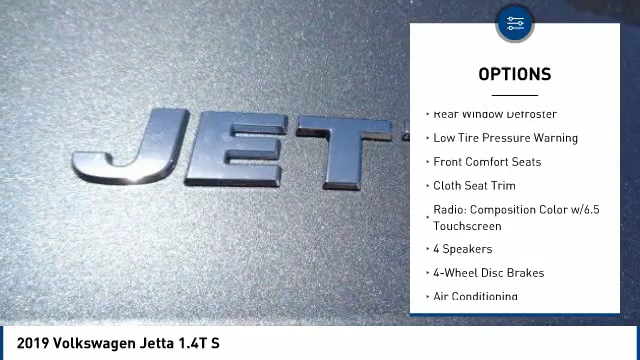 JET
OPTIONS
Rear Window Defroster
Low Tire Pressure Warning
Front Comfort Seats
Cloth Seat Trim
Radio: Composition Color w/6.5
Touchscreen
4 Speakers
4-Wheel Disc Brakes
Air Conditioning
2019 Volkswagen Jetta 1.4T S